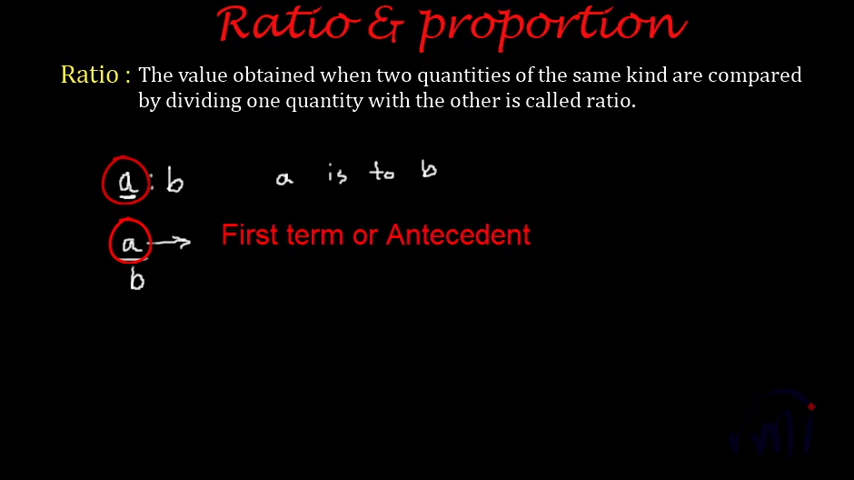 Ratio & proportion
Ratio : The value obtained when two quantities of the same kind are compared
by dividing one quantity with the other is called ratio.
a : b a is to b
a → First term or Antecedent
b